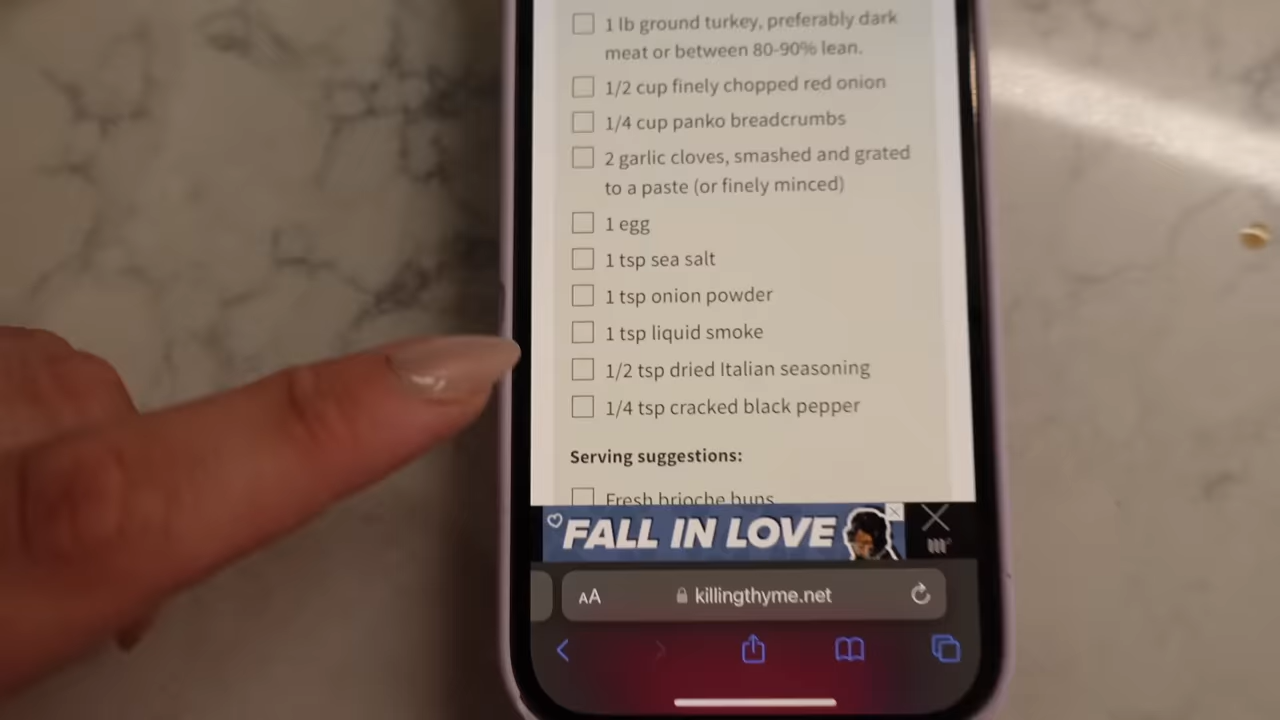 1 lb ground turkey, preferably dark
meat or between 80-90% lean.
1/2 cup finely chopped red onion
1/4 cup panko breadcrumbs
2 garlic cloves, smashed and grated
to a paste (or finely minced)
1 egg
1 tsp sea salt
1 tsp onion powder
1 tsp liquid smoke
1/2 tsp dried Italian seasoning
1/4 tsp cracked black pepper
Serving suggestions:
Fresh brioche buns
FALL IN LOVE
AA killingthyme.net